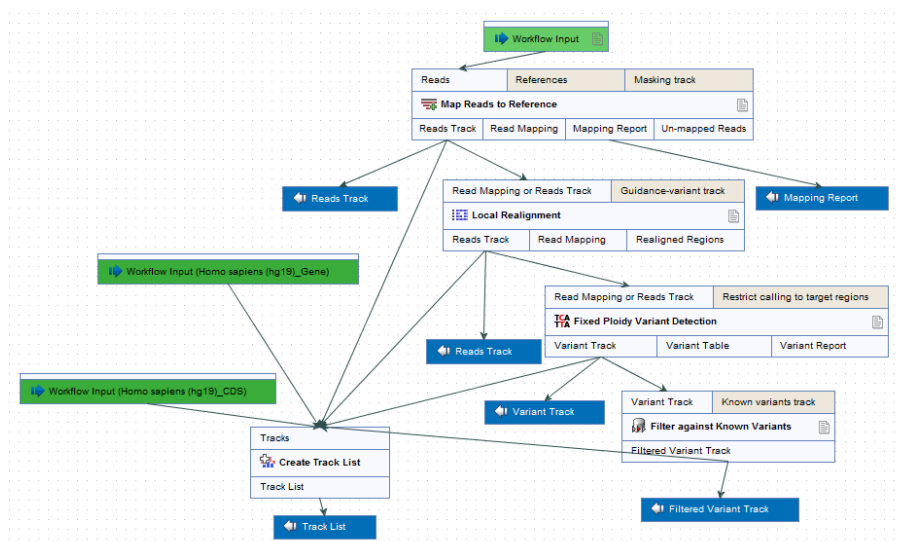 Workflow Input
Reads References Masking track
Map Reads to Reference
Reads Track Read Mapping Mapping Report Un-mapped Reads
Reads Track
Read Mapping or Reads Track Guidance-variant track
Mapping Report
Local Realignment
Reads Track Read Mapping Realigned Regions
Workflow Input (Homo sapiens (hg19)_Gene)
Read Mapping or Reads Track Restrict calling to target regions
Fixed Ploidy Variant Detection
Variant Track Variant Table Variant Report
Reads Track
Workflow Input (Homo sapiens (hg19)_CDS)
Variant Track
Variant Track Known variants track
Filter against Known Variants
Filtered Variant Track
Tracks
Create Track List
Track List
Filtered Variant Track
Track List